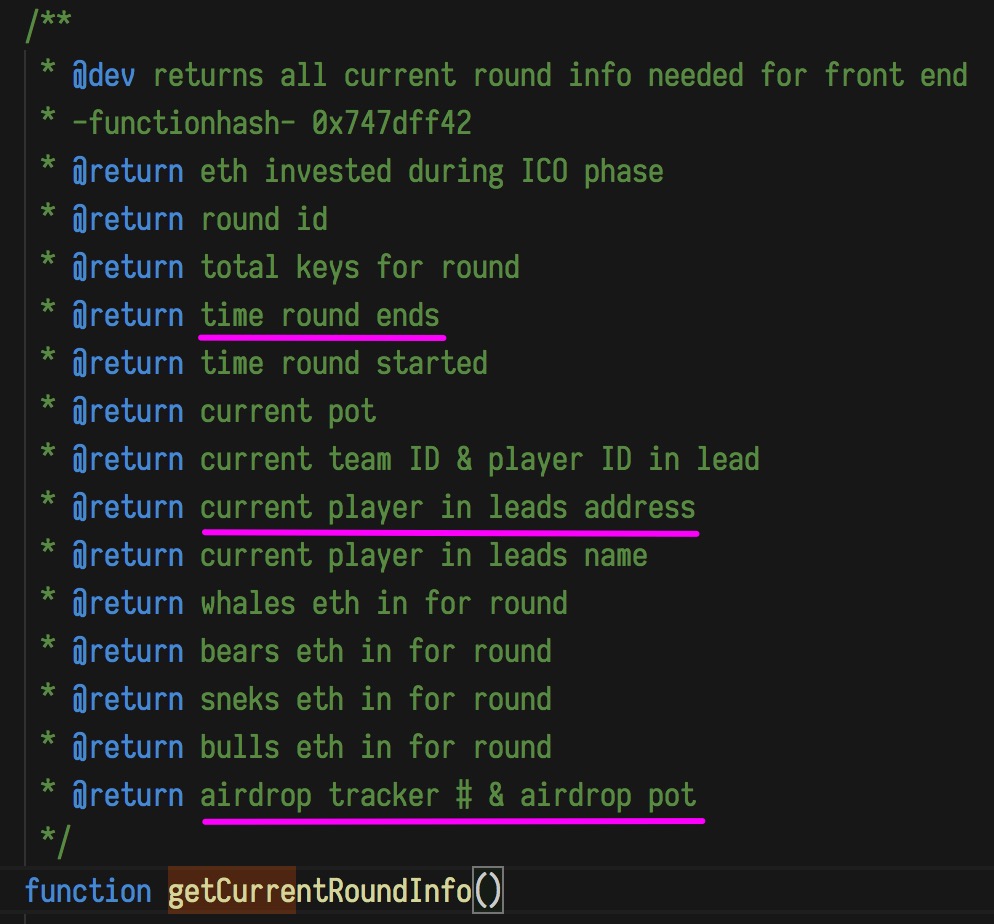 /**
* @dev returns all current round info needed for front end
* -functionhash- 0x747dff42
* @return eth invested during ICO phase
* @return round id
* @return total keys for round
* @return time round ends
* @return time round started
* @return current pot
* @return current team ID & player ID in lead
* @return current player in leads address
* @return current player in leads name
* @return whales eth in for round
* @return bears eth in for round
* @return sneks eth in for round
* @return bulls eth in for round
* @return airdrop tracker # & airdrop pot
*/
function getCurrentRoundInfo()